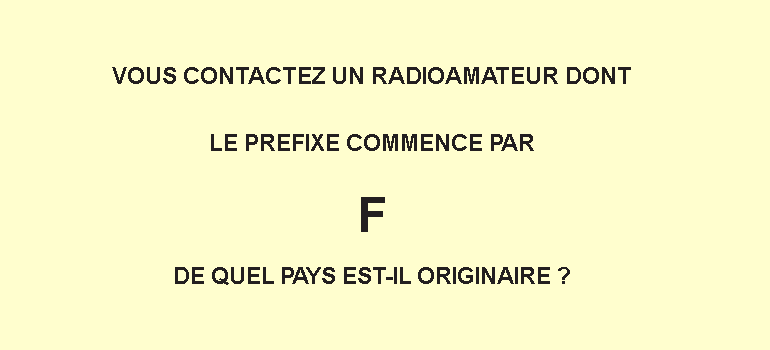 VOUS CONTACTEZ UN RADIOAMATEUR DONT
LE PREFIXE COMMENCE PAR
F
DE QUEL PAYS EST-IL ORIGINAIRE ?